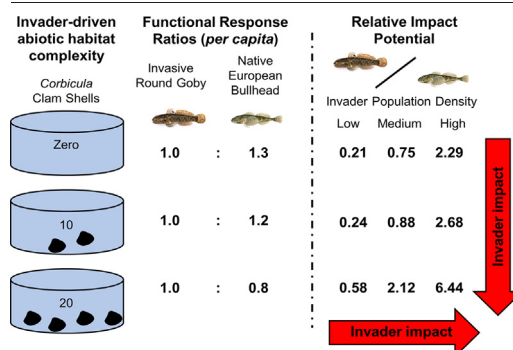 Invader-driven
abiotic habitat
complexity
Corbicula
Clam Shells
Functional Response
Ratios (per capita)
Invasive
Round Goby
Native
European
Bullhead
Relative Impact
Potential
Invader Population Density
Low Medium High
Zero
1.0 : 1.3
0.21 0.75 2.29
10
1.0 : 1.2
0.24 0.88 2.68
20
1.0 : 0.8
0.58 2.12 6.44
Invader impact
Invader impact